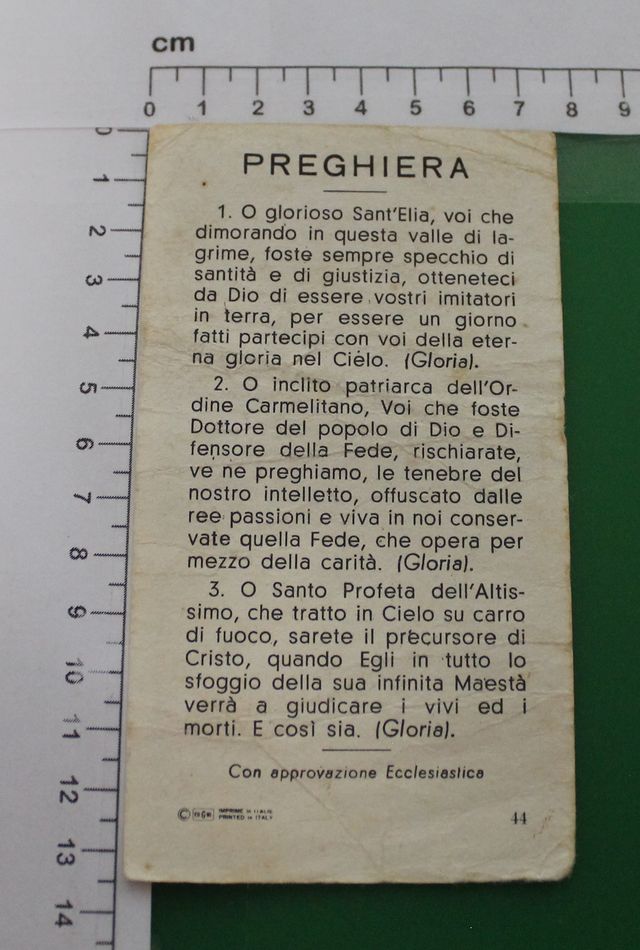 cm
0 1 2 3 4 5 6 7 8 9
0
1
2
3
4
5
6
7
8
9
10
11
12
13
14
PREGHIERA
1. O glorioso Sant'Elia, voi che
dimorando in questa valle di la-
grime, foste sempre specchio di
santità e di giustizia, otteneteci
da Dio di essere vostri imitatori
in terra, per essere un giorno
fatti partecipi con voi della eter-
na gloria nel Cielo. (Gloria).
2. O inclito patriarca dell'Or-
dine Carmelitano, Voi che foste
Dottore del popolo di Dio e Di-
fensore della Fede, rischiarate,
ve ne preghiamo, le tenebre del
nostro intelletto, offuscato dalle
ree passioni e viva in noi conser-
vate quella Fede, che opera per
mezzo della carità. (Gloria).
3. O Santo Profeta dell'Altis-
simo, che tratto in Cielo su carro
di fuoco, sarete il precursore di
Cristo, quando Egli in tutto lo
sfoggio della sua infinita Maestà
verrà a giudicare i vivi ed i
morti. E così sia. (Gloria).
Con approvazione Ecclesiastica
© IMPRIMÉ IN ITALIE
PRINTED IN ITALY
44